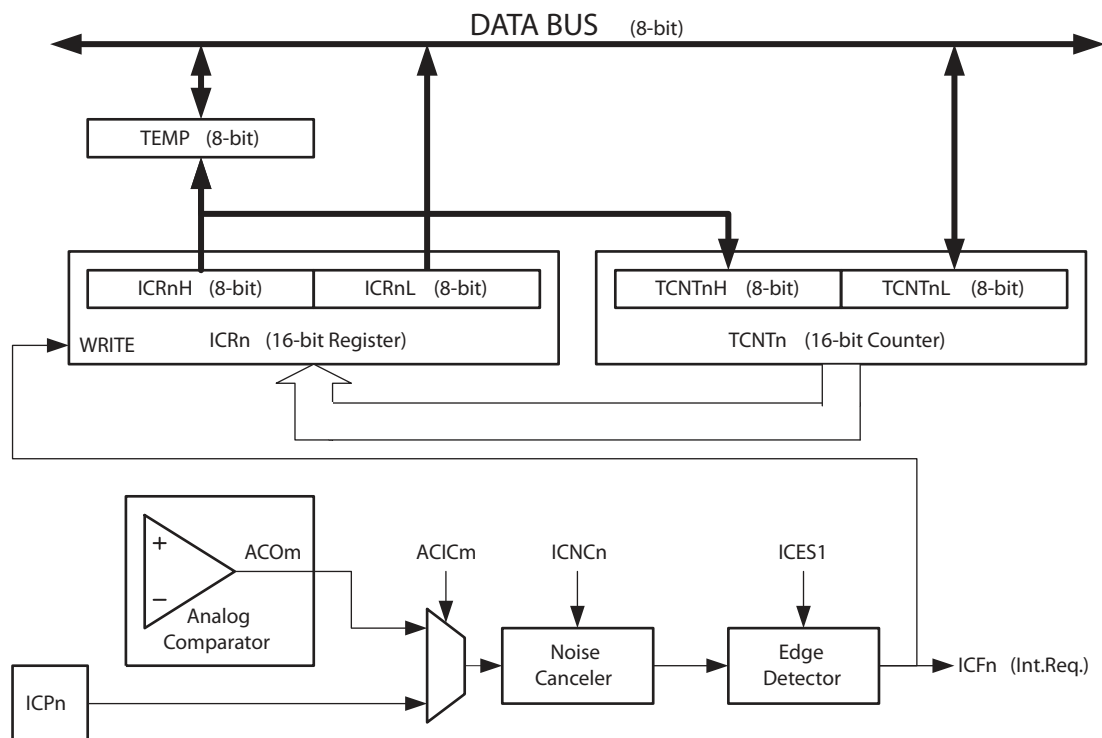 DATA BUS (8-bit)
TEMP (8-bit)
ICRnH (8-bit)
ICRnL (8-bit)
TCNTnH (8-bit)
TCNTnL (8-bit)
WRITE
ICRn (16-bit Register)
TCNTn (16-bit Counter)
+
−
ACOm
Analog
Comparator
ACICm
ICNCn
ICES1
Noise
Canceler
Edge
Detector
ICFn (Int.Req.)
ICPn